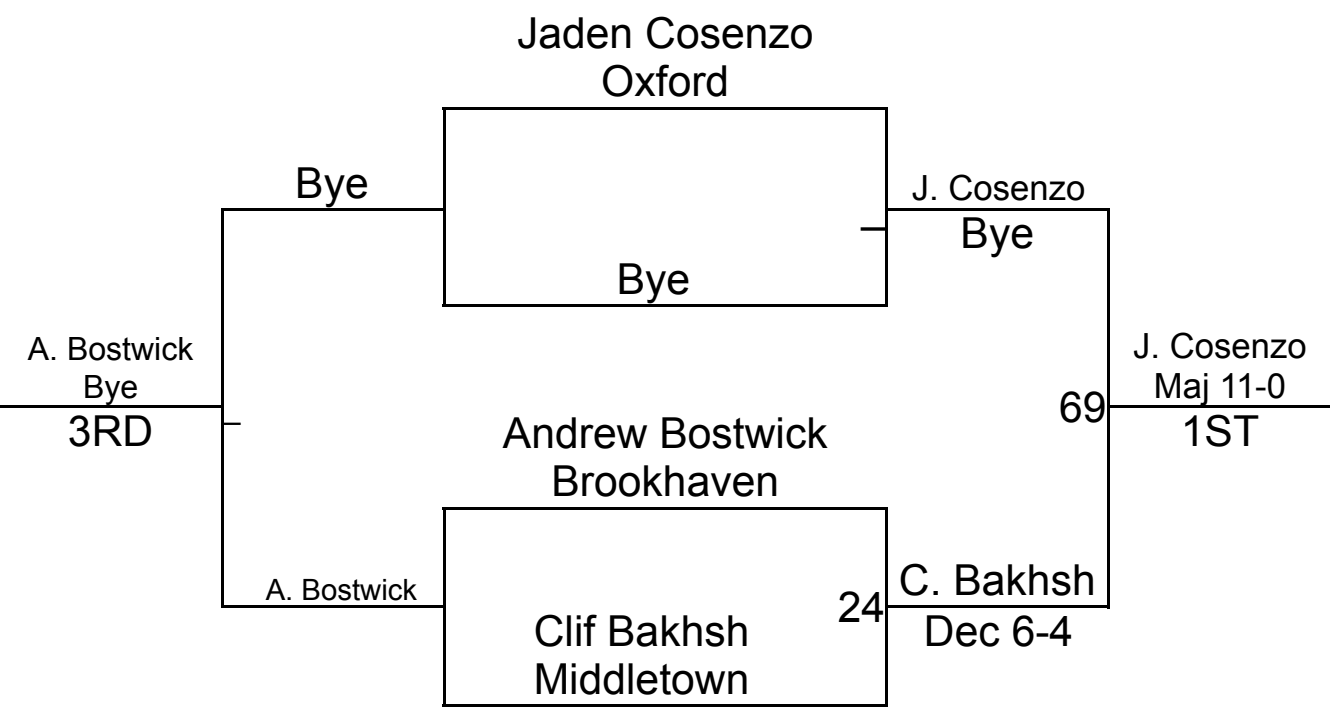 Jaden Cosenzo
Oxford
Bye
J. Cosenzo
Bye
Bye
A. Bostwick
Bye
3RD
J. Cosenzo
Maj 11-0
1ST
69
Andrew Bostwick
Brookhaven
A. Bostwick
24
C. Bakhsh
Dec 6-4
Clif Bakhsh
Middletown